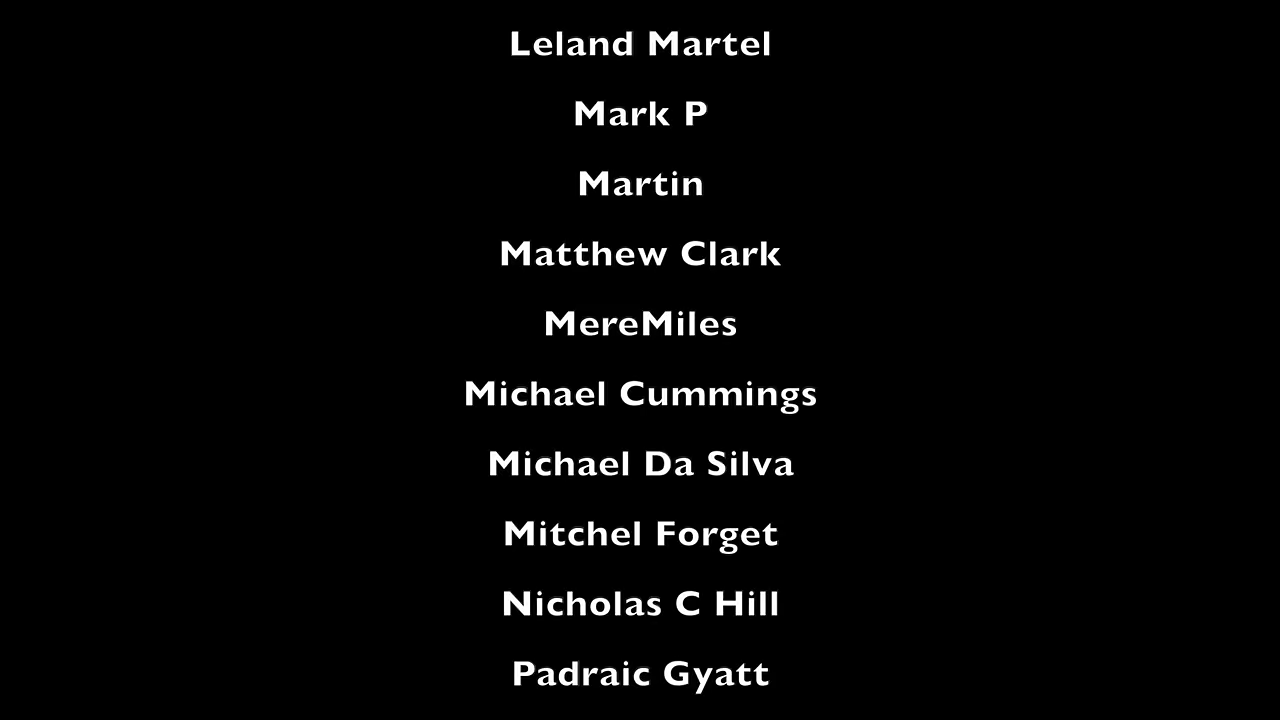 Leland Martel
Mark P
Martin
Matthew Clark
MereMiles
Michael Cummings
Michael Da Silva
Mitchel Forget
Nicholas C Hill
Padraic Gyatt